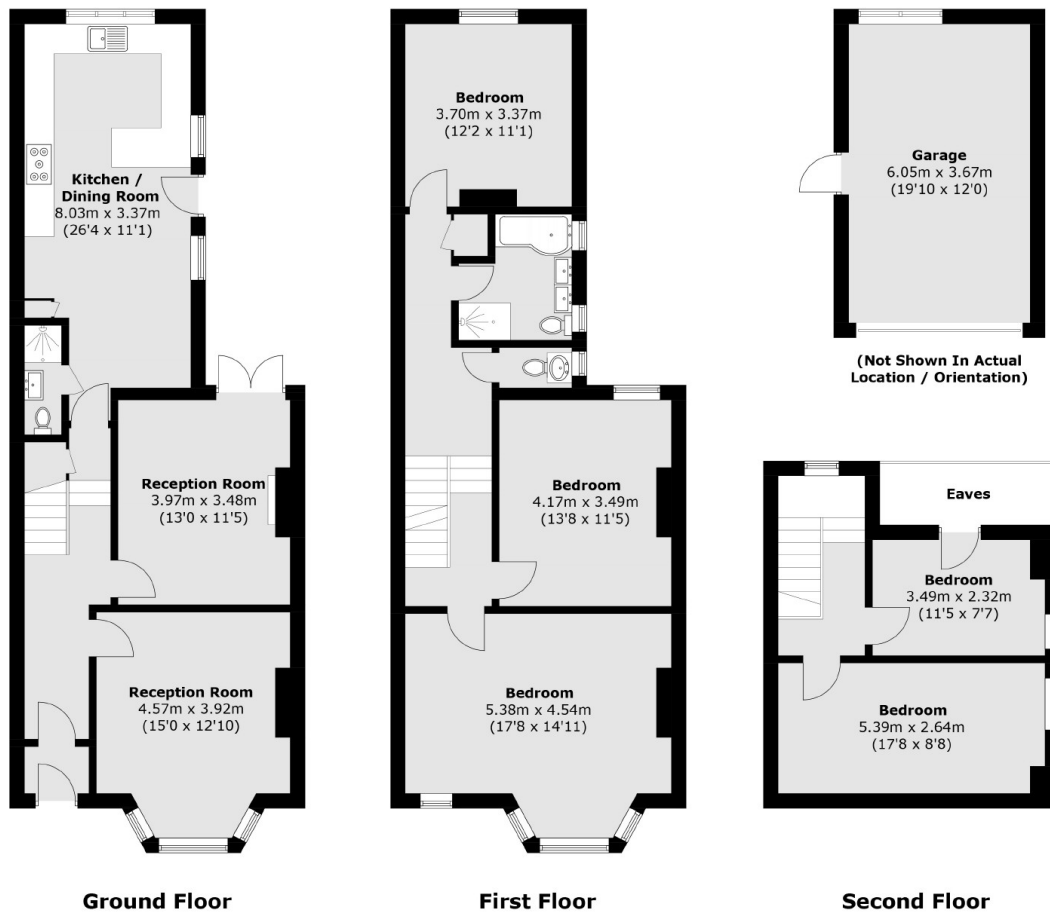 Kitchen /
Dining Room
8.03m x 3.37m
(26'4 x 11'1)
Reception Room
3.97m x 3.48m
(13'0 x 11'5)
Reception Room
4.57m x 3.92m
(15'0 x 12'10)
Ground Floor
Bedroom
3.70m x 3.37m
(12'2 x 11'1)
Bedroom
4.17m x 3.49m
(13'8 x 11'5)
Bedroom
5.38m x 4.54m
(17'8 x 14'11)
First Floor
Garage
6.05m x 3.67m
(19'10 x 12'0)
(Not Shown In Actual
Location / Orientation)
Eaves
Bedroom
3.49m x 2.32m
(11'5 x 7'7)
Bedroom
5.39m x 2.64m
(17'8 x 8'8)
Second Floor